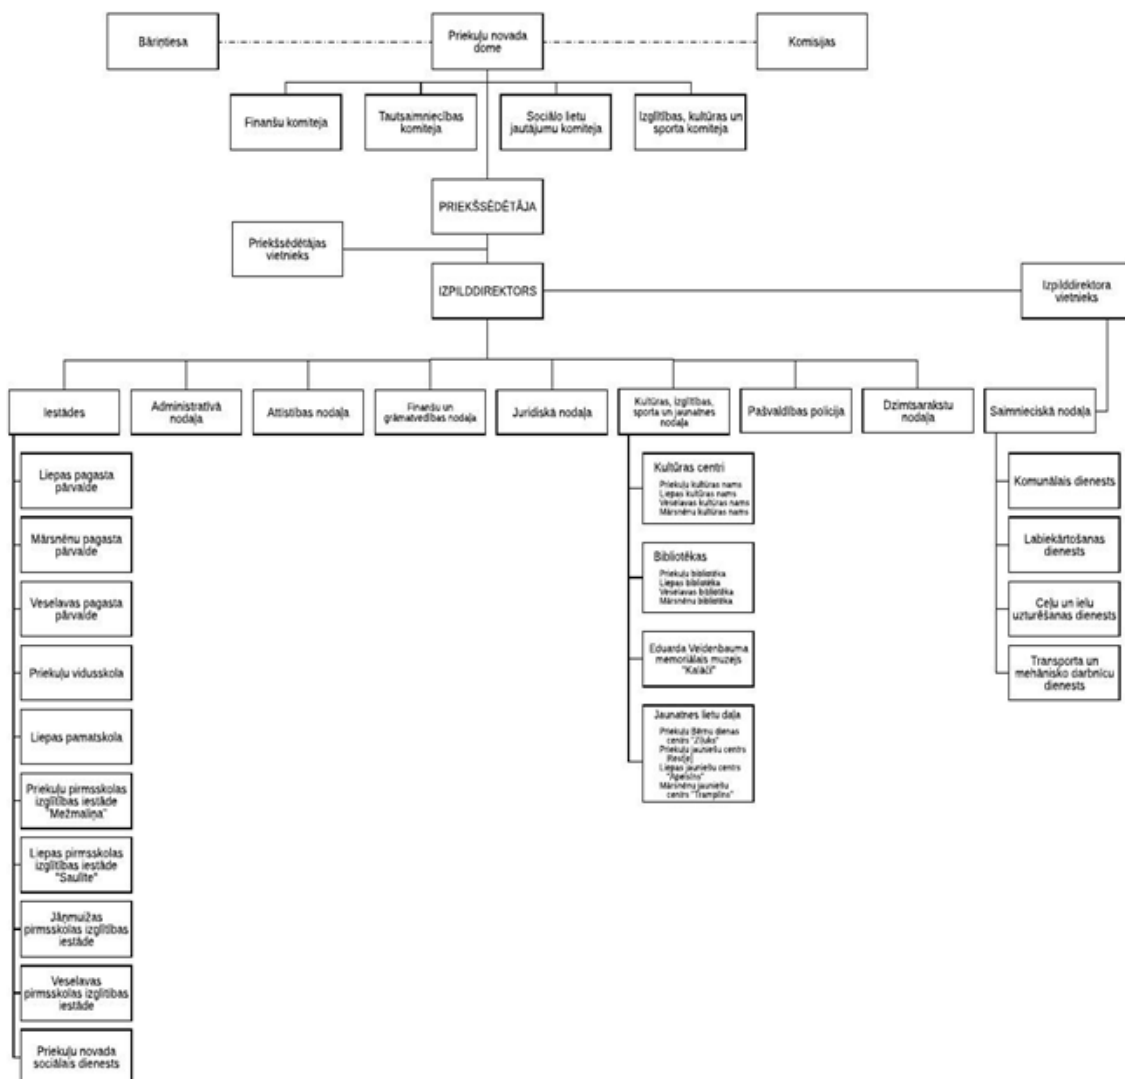 Bāriņtiesa
Priekuļu novada
dome
Komisijas
Finanšu komiteja
Tautsaimniecības
komiteja
Sociālo lietu
jautājumu komiteja
Izglītības, kultūras un
sporta komiteja
PRIEKŠSĒDĒTĀJA
Priekšsēdētājas
vietnieks
IZPILDDIREKTORS
Izpilddirektora
vietnieks
Iestādes
Administratīvā
nodaļa
Attīstības nodaļa
Finanšu un
grāmatvedības nodaļa
Juridiskā nodaļa
Kultūras, izglītības,
sporta un jaunatnes
nodaļa
Pašvaldības policija
Dzimtsarakstu
nodaļa
Saimnieciskā nodaļa
Liepas pagasta
pārvalde
Mārsnēnu pagasta
pārvalde
Veselavas pagasta
pārvalde
Priekuļu vidusskola
Liepas pamatskola
Priekuļu pirmsskolas
izglītības iestāde
"Mežmaliņa"
Liepas pirmsskolas
izglītības iestāde
"Saulīte"
Jāņmuižas
pirmsskolas izglītības
iestāde
Veselavas
pirmsskolas izglītības
iestāde
Priekuļu novada
sociālais dienests
Kultūras centri
Priekuļu kultūras nams
Liepas kultūras nams
Veselavas kultūras nams
Mārsnēnu kultūras nams
Bibliotēkas
Priekuļu bibliotēka
Liepas bibliotēka
Veselavas bibliotēka
Mārsnēnu bibliotēka
Eduarda Veidenbauma
memoriālais muzejs
"Kalāči"
Jaunatnes lietu daļa
Priekuļu Bērnu dienas
centrs "Zīļuks"
Priekuļu jauniešu centrs
Liepas jauniešu centrs
"Apelsīns"
Mārsnēnu jauniešu
centrs "Tramplīns"
Komunālais dienests
Labiekārtošanas
dienests
Ceļu un ielu
uzturēšanas dienests
Transporta un
mehānisko darbnīcu
dienests